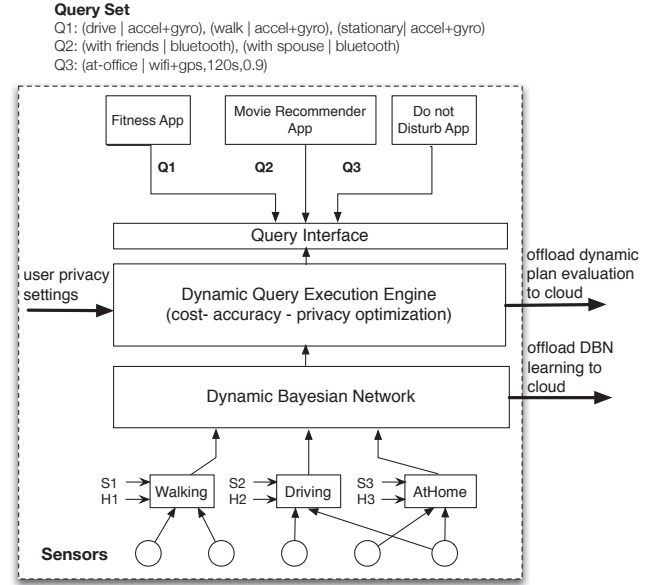 Query Set
Q1: (drive | accel+gyro), (walk | accel+gyro), (stationary| accel+gyro)
Q2: (with friends | bluetooth), (with spouse | bluetooth)
Q3: (at-office | wifi+gps,120s,0.9)
Fitness App
Movie Recommender
App
Do not
Disturb App
Q1
Q2
Q3
Query Interface
user privacy
settings
Dynamic Query Execution Engine
(cost- accuracy - privacy optimization)
offload dynamic
plan evaluation
to cloud
Dynamic Bayesian Network
offload DBN
learning to
cloud
S1
H1
Walking
S2
H2
Driving
S3
H3
AtHome
Sensors